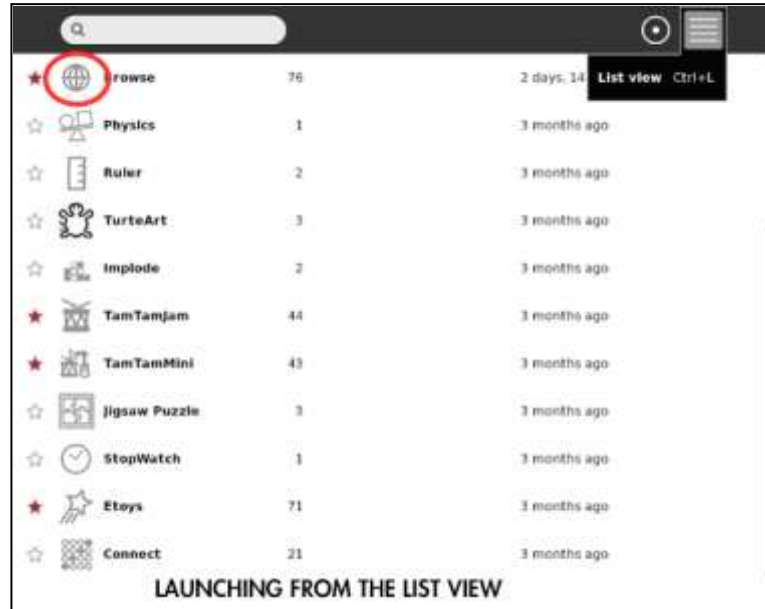 Browse 76 2 days, 14 List view Ctrl+L
Physics 1 3 months ago
Ruler 2 3 months ago
TurteArt 3 3 months ago
Implode 2 3 months ago
TamTamJam 44 3 months ago
TamTamMini 43 3 months ago
Jigsaw Puzzle 3 3 months ago
StopWatch 1 3 months ago
Etoys 71 3 months ago
Connect 21 3 months ago
LAUNCHING FROM THE LIST VIEW